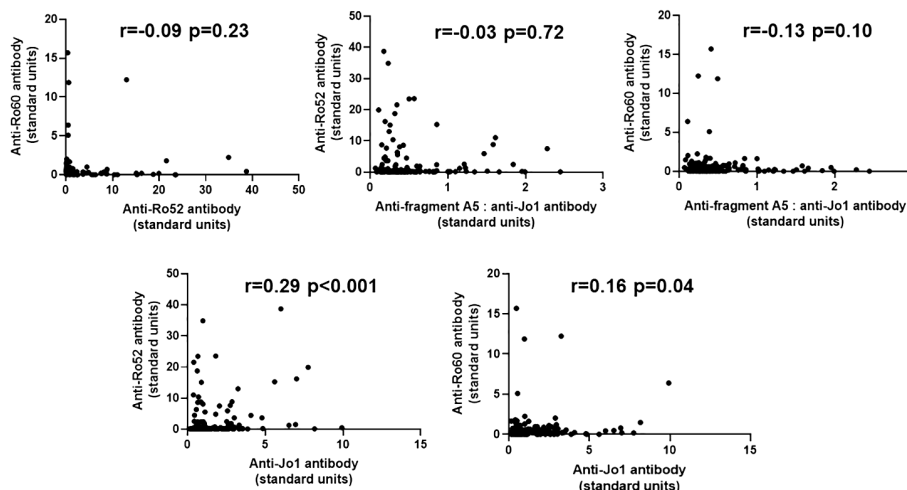 r=-0.09 p=0.23
Anti-Ro60 antibody
(standard units)
20
15
10
5
0
0 10 20 30 40 50
Anti-Ro52 antibody
(standard units)
r=-0.03 p=0.72
Anti-Ro52 antibody
(standard units)
50
40
30
20
10
0
0 1 2 3
Anti-fragment A5 : anti-Jo1 antibody
(standard units)
r=-0.13 p=0.10
Anti-Ro60 antibody
(standard units)
20
15
10
5
0
0 1 2
Anti-fragment A5 : anti-Jo1 antibody
(standard units)
r=0.29 p<0.001
Anti-Ro52 antibody
(standard units)
50
40
30
20
10
0
0 5 10 15
Anti-Jo1 antibody
(standard units)
r=0.16 p=0.04
Anti-Ro60 antibody
(standard units)
20
15
10
5
0
0 5 10 15
Anti-Jo1 antibody
(standard units)